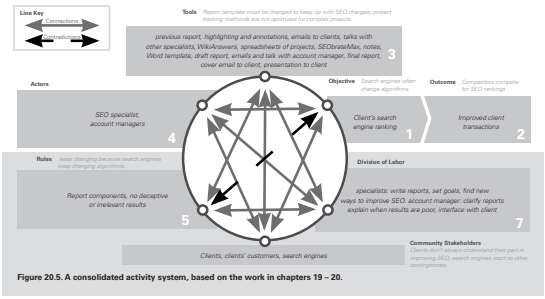 Line Key
Connections
Contradictions
Tools Report template must be changed to keep up with SEO changes; project
tracking methods are not optimized for complex projects
previous report, highlighting and annotations, emails to clients, talks with
other specialists, WikiAnswers, spreadsheets of projects, SEObrateMax, notes,
Word template, draft report, emails and talk with account manager, final report,
cover email to client, presentation to client
3
Actors
SEO specialist,
account managers
4
Objective Search engines often
change algorithms
Client's search
engine ranking
1
Outcome Competitors compete
for SEO rankings
Improved client
transactions
2
Rules keep changing because search engines
keep changing algorithms
Report components, no deceptive
or irrelevant results
5
Division of Labor
specialists: write reports, set goals, find new
ways to improve SEO. account manager: clarify reports
explain when results are poor, interface with client
7
Clients, clients' customers, search engines
Community Stakeholders
Clients don't always understand their part in
improving SEO, search engines react to other
contingencies.
Figure 20.5. A consolidated activity system, based on the work in chapters 19 – 20.